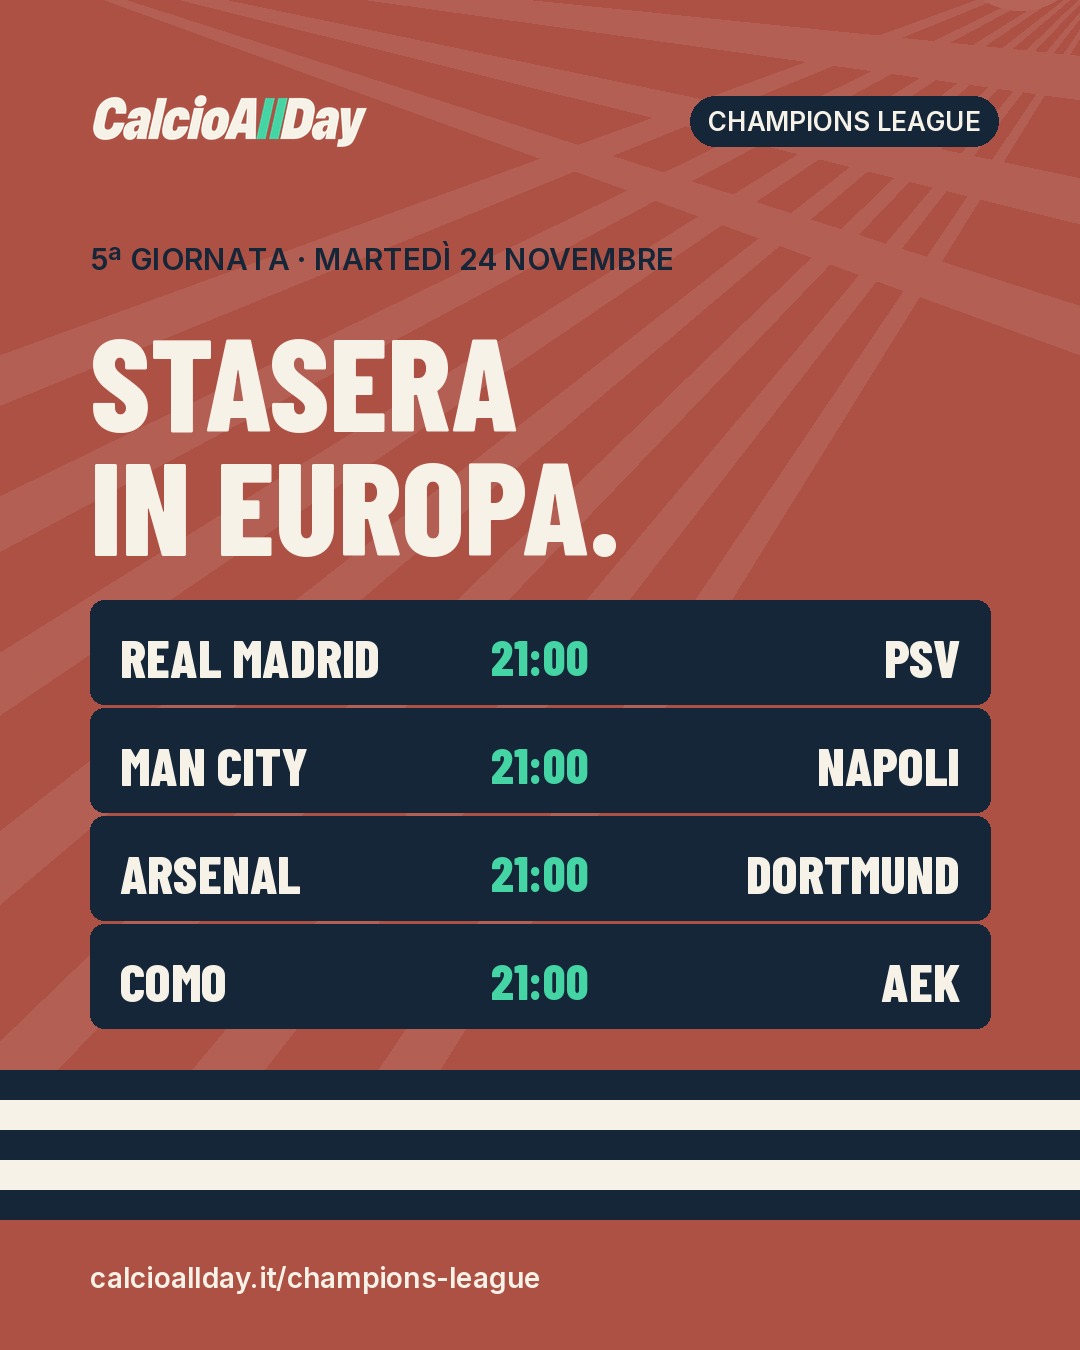 CalcioAllDay
CHAMPIONS LEAGUE
5ª GIORNATA · MARTEDÌ 24 NOVEMBRE
STASERA
IN EUROPA.
REAL MADRID 21:00 PSV
MAN CITY 21:00 NAPOLI
ARSENAL 21:00 DORTMUND
COMO 21:00 AEK
calcioallday.it/champions-league